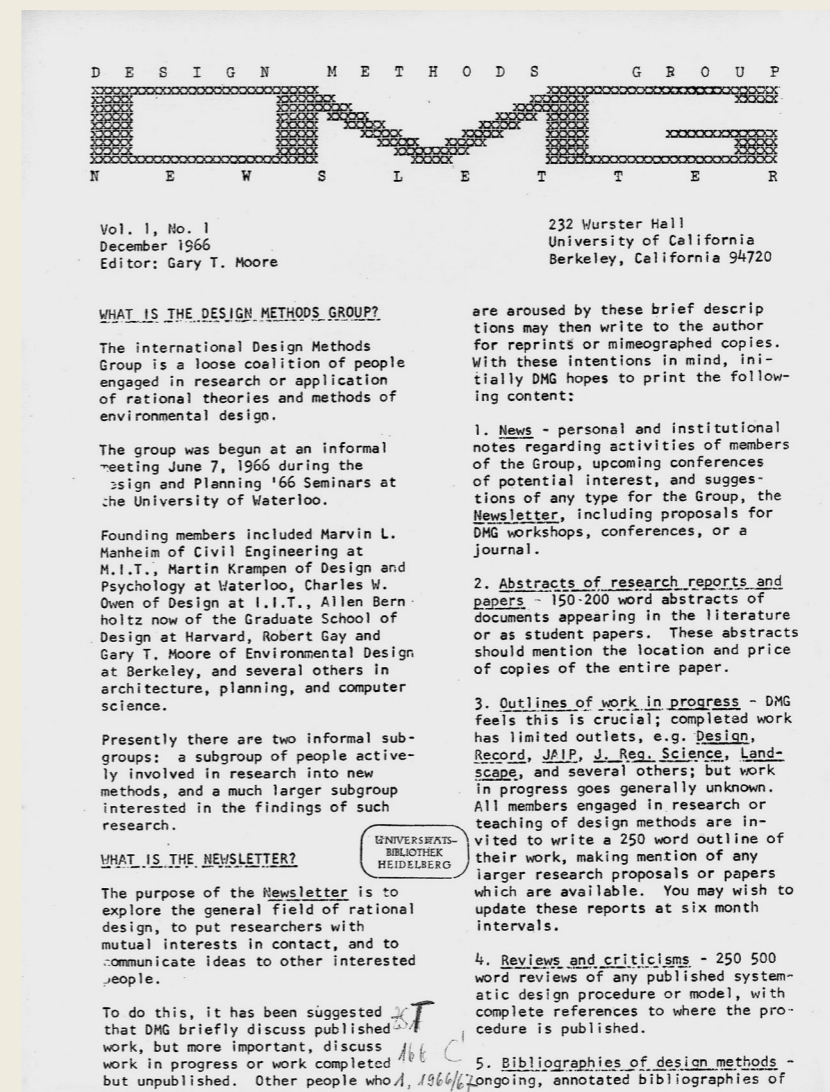 DESIGN METHODS GROUP
DMG
NEWSLETTER
Vol. 1, No. 1
December 1966
Editor: Gary T. Moore
232 Wurster Hall
University of California
Berkeley, California 94720
WHAT IS THE DESIGN METHODS GROUP?
The international Design Methods
Group is a loose coalition of people
engaged in research or application
of rational theories and methods of
environmental design.
The group was begun at an informal
meeting June 7, 1966 during the
esign and Planning '66 Seminars at
the University of Waterloo.
Founding members included Marvin L.
Manheim of Civil Engineering at
M.I.T., Martin Krampen of Design and
Psychology at Waterloo, Charles W.
Owen of Design at I.I.T., Allen Bern-
holtz now of the Graduate School of
Design at Harvard, Robert Gay and
Gary T. Moore of Environmental Design
at Berkeley, and several others in
architecture, planning, and computer
science.
Presently there are two informal sub-
groups: a subgroup of people active-
ly involved in research into new
methods, and a much larger subgroup
interested in the findings of such
research.
UNIVERSITÄTS-
BIBLIOTHEK
HEIDELBERG
WHAT IS THE NEWSLETTER?
The purpose of the Newsletter is to
explore the general field of rational
design, to put researchers with
mutual interests in contact, and to
communicate ideas to other interested
people.
To do this, it has been suggested
that DMG briefly discuss published
work, but more important, discuss
work in progress or work completed
but unpublished. Other people who
1, 1966/67
are aroused by these brief descrip
tions may then write to the author
for reprints or mimeographed copies.
With these intentions in mind, ini-
tially DMG hopes to print the follow-
ing content:
1. News - personal and institutional
notes regarding activities of members
of the Group, upcoming conferences
of potential interest, and sugges-
tions of any type for the Group, the
Newsletter, including proposals for
DMG workshops, conferences, or a
journal.
2. Abstracts of research reports and
papers - 150-200 word abstracts of
documents appearing in the literature
or as student papers. These abstracts
should mention the location and price
of copies of the entire paper.
3. Outlines of work in progress - DMG
feels this is crucial; completed work
has limited outlets, e.g. Design,
Record, JAIP, J. Reg. Science, Land-
scape, and several others; but work
in progress goes generally unknown.
All members engaged in research or
teaching of design methods are in-
vited to write a 250 word outline of
their work, making mention of any
larger research proposals or papers
which are available. You may wish to
update these reports at six month
intervals.
4. Reviews and criticisms - 250 500
word reviews of any published system-
atic design procedure or model, with
complete references to where the pro-
cedure is published.
5. Bibliographies of design methods -
ongoing, annotated bibliographies of